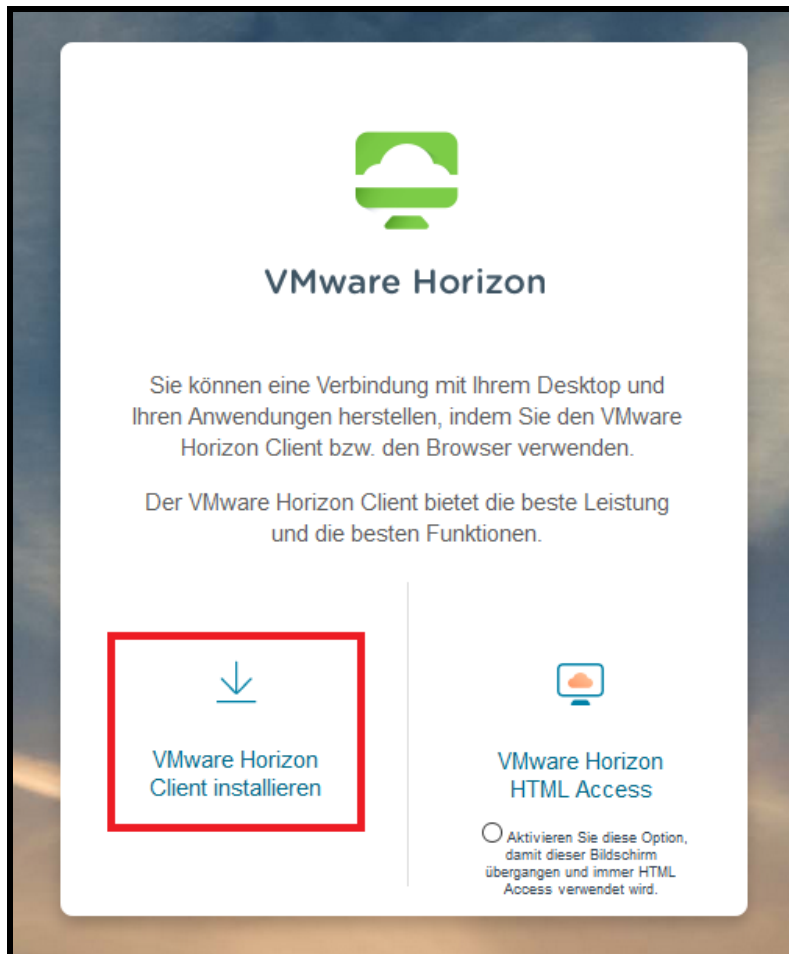 VMware Horizon
Sie können eine Verbindung mit Ihrem Desktop und
Ihren Anwendungen herstellen, indem Sie den VMware
Horizon Client bzw. den Browser verwenden.
Der VMware Horizon Client bietet die beste Leistung
und die besten Funktionen.
VMware Horizon
Client installieren
VMware Horizon
HTML Access
Aktivieren Sie diese Option,
damit dieser Bildschirm
übergangen und immer HTML
Access verwendet wird.